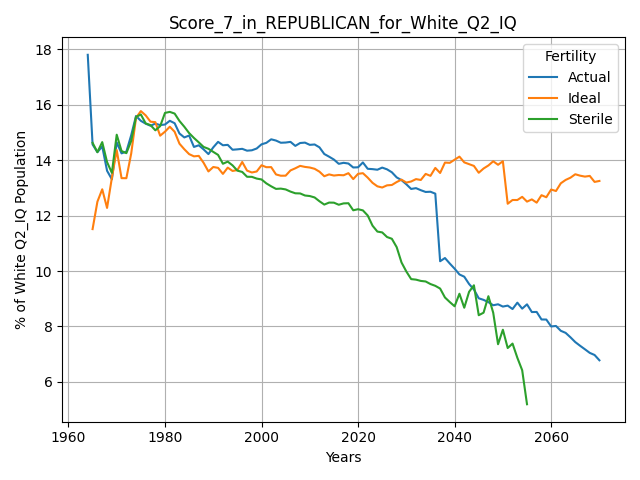 Score_7_in_REPUBLICAN_for_White_Q2_IQ
Fertility
Actual
Ideal
Sterile
% of White Q2_IQ Population
18
16
14
12
10
8
6
1960 1980 2000 2020 2040 2060
Years